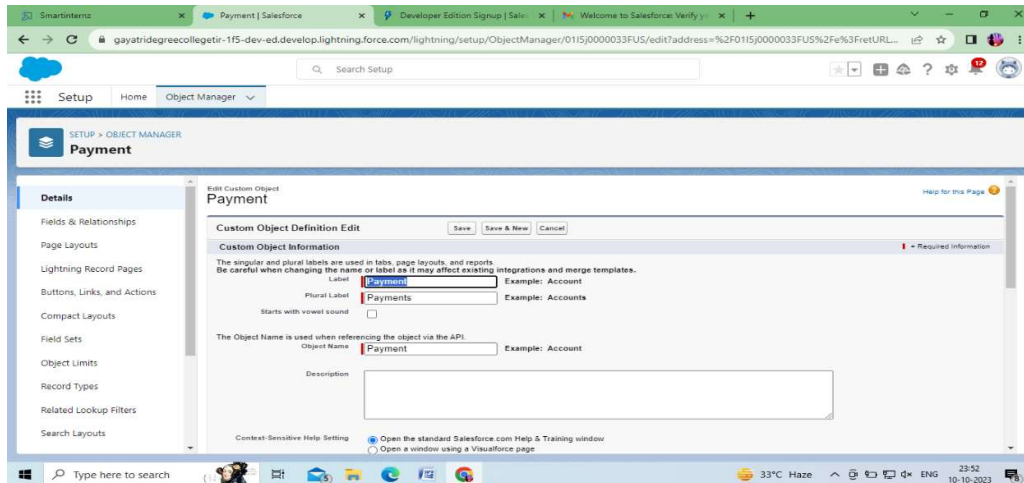 Smartinternz
Payment | Salesforce
Developer Edition Signup | Sales
Welcome to Salesforce: Verify yo
gayatridegreecollegetir-1f5-dev-ed.develop.lightning.force.com/lightning/setup/ObjectManager/01I5j0000033FUS/edit?address=%2F01I5j0000033FUS%2Fe%3FretURL...
Search Setup
12
Setup
Home
Object Manager
SETUP > OBJECT MANAGER
Payment
Details
Fields & Relationships
Page Layouts
Lightning Record Pages
Buttons, Links, and Actions
Compact Layouts
Field Sets
Object Limits
Record Types
Related Lookup Filters
Search Layouts
Edit Custom Object
Payment
Help for this Page
Custom Object Definition Edit
Save
Save & New
Cancel
Custom Object Information
= Required Information
The singular and plural labels are used in tabs, page layouts, and reports.
Be careful when changing the name or label as it may affect existing integrations and merge templates.
Label Payment Example: Account
Plural Label Payments Example: Accounts
Starts with vowel sound
The Object Name is used when referencing the object via the API.
Object Name Payment Example: Account
Description
Context-Sensitive Help Setting Open the standard Salesforce.com Help & Training window
Open a window using a Visualforce page
Type here to search
33°C Haze
ENG
23:52
10-10-2023